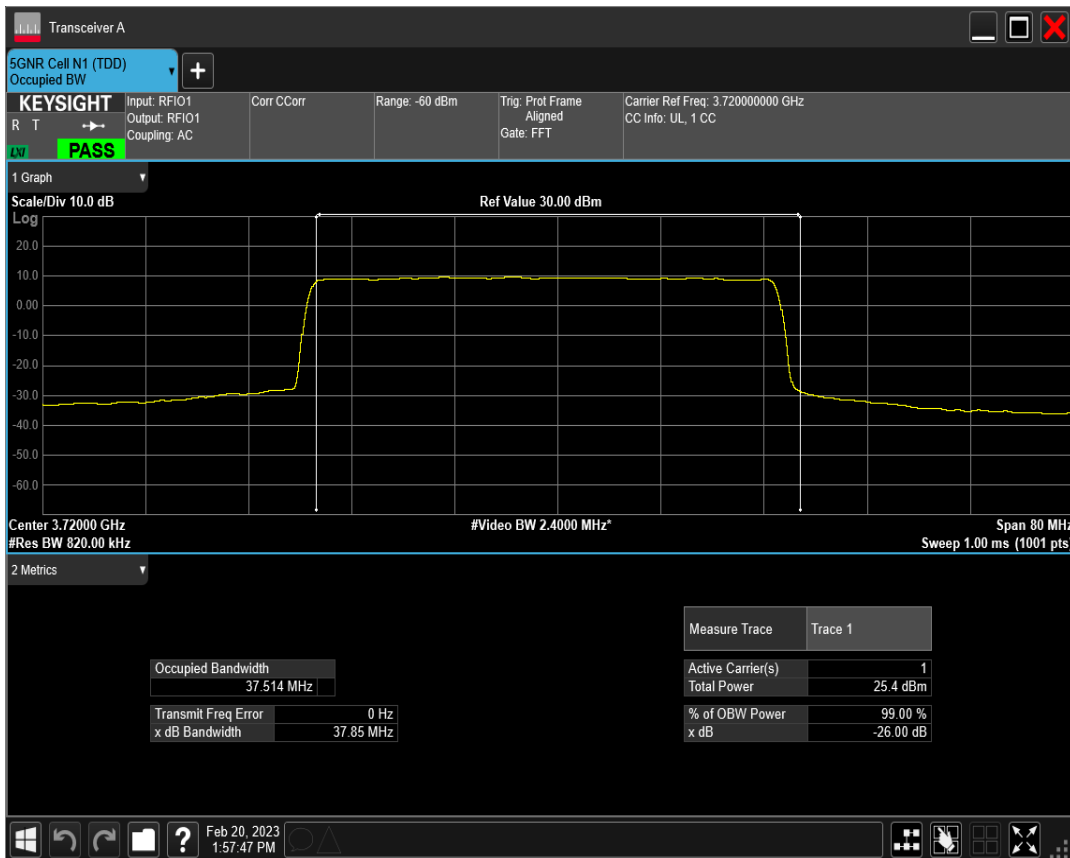 Transceiver A
5GNR Cell N1 (TDD)
Occupied BW
KEYSIGHT
R T
LXI
PASS
Input: RFIO1
Output: RFIO1
Coupling: AC
Corr CCorr
Range: -60 dBm
Trig: Prot Frame
Aligned
Gate: FFT
Carrier Ref Freq: 3.720000000 GHz
CC Info: UL, 1 CC
1 Graph
Scale/Div 10.0 dB
Ref Value 30.00 dBm
Log
20.0
10.0
0.00
-10.0
-20.0
-30.0
-40.0
-50.0
-60.0
Center 3.72000 GHz
#Video BW 2.4000 MHz*
Span 80 MHz
#Res BW 820.00 kHz
Sweep 1.00 ms (1001 pts)
2 Metrics
Measure Trace Trace 1
Occupied Bandwidth
37.514 MHz
Active Carrier(s) 1
Total Power 25.4 dBm
Transmit Freq Error 0 Hz
x dB Bandwidth 37.85 MHz
% of OBW Power 99.00 %
x dB -26.00 dB
?
Feb 20, 2023
1:57:47 PM